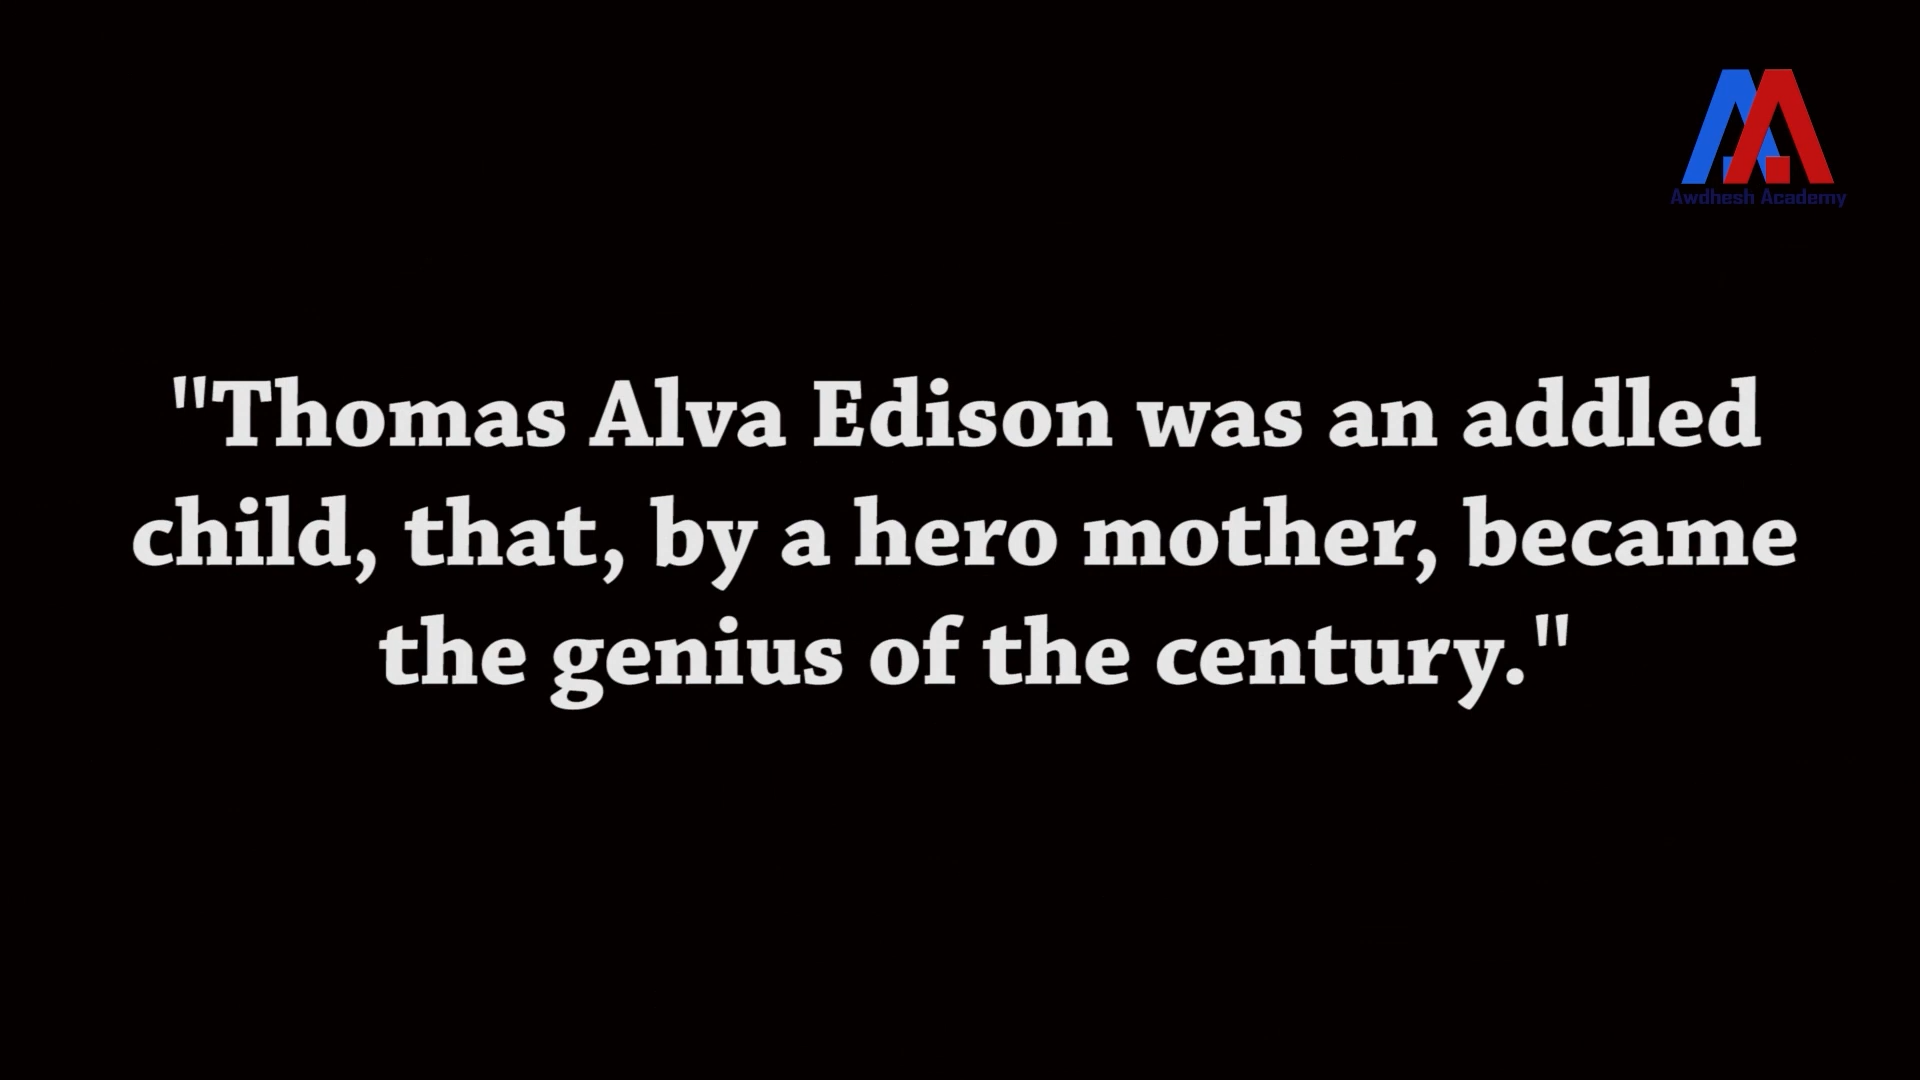 Awdhesh Academy
"Thomas Alva Edison was an addled
child, that, by a hero mother, became
the genius of the century."